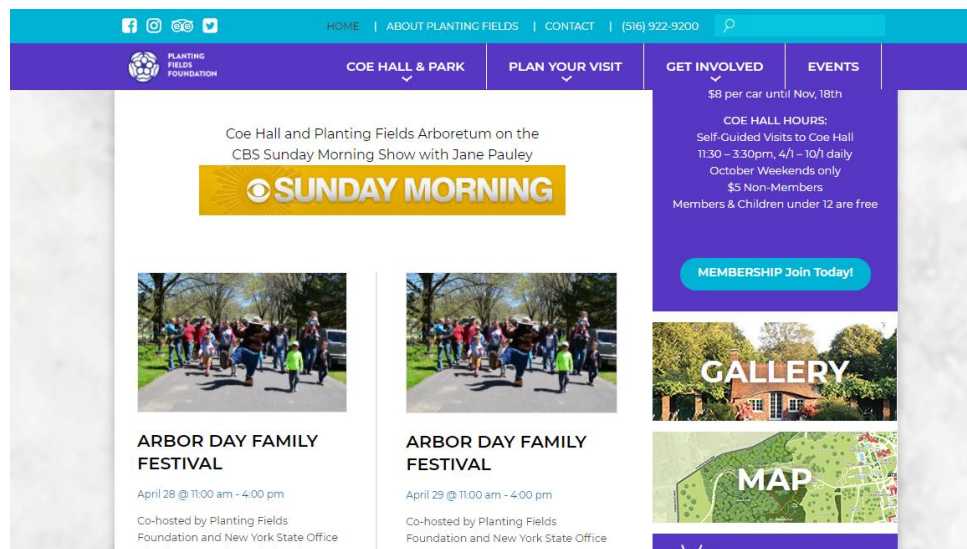 HOME | ABOUT PLANTING FIELDS | CONTACT | (516) 922-9200
PLANTING
FIELDS
FOUNDATION
COE HALL & PARK
PLAN YOUR VISIT
GET INVOLVED
EVENTS
Coe Hall and Planting Fields Arboretum on the
CBS Sunday Morning Show with Jane Pauley
SUNDAY MORNING
ARBOR DAY FAMILY
FESTIVAL
April 28 @ 11:00 am - 4:00 pm
Co-hosted by Planting Fields
Foundation and New York State Office
ARBOR DAY FAMILY
FESTIVAL
April 29 @ 11:00 am - 4:00 pm
Co-hosted by Planting Fields
Foundation and New York State Office
$8 per car until Nov, 18th
COE HALL HOURS:
Self-Guided Visits to Coe Hall
11:30 – 3:30pm, 4/1 – 10/1 daily
October Weekends only
$5 Non-Members
Members & Children under 12 are free
MEMBERSHIP Join Today!
GALLERY
MAP